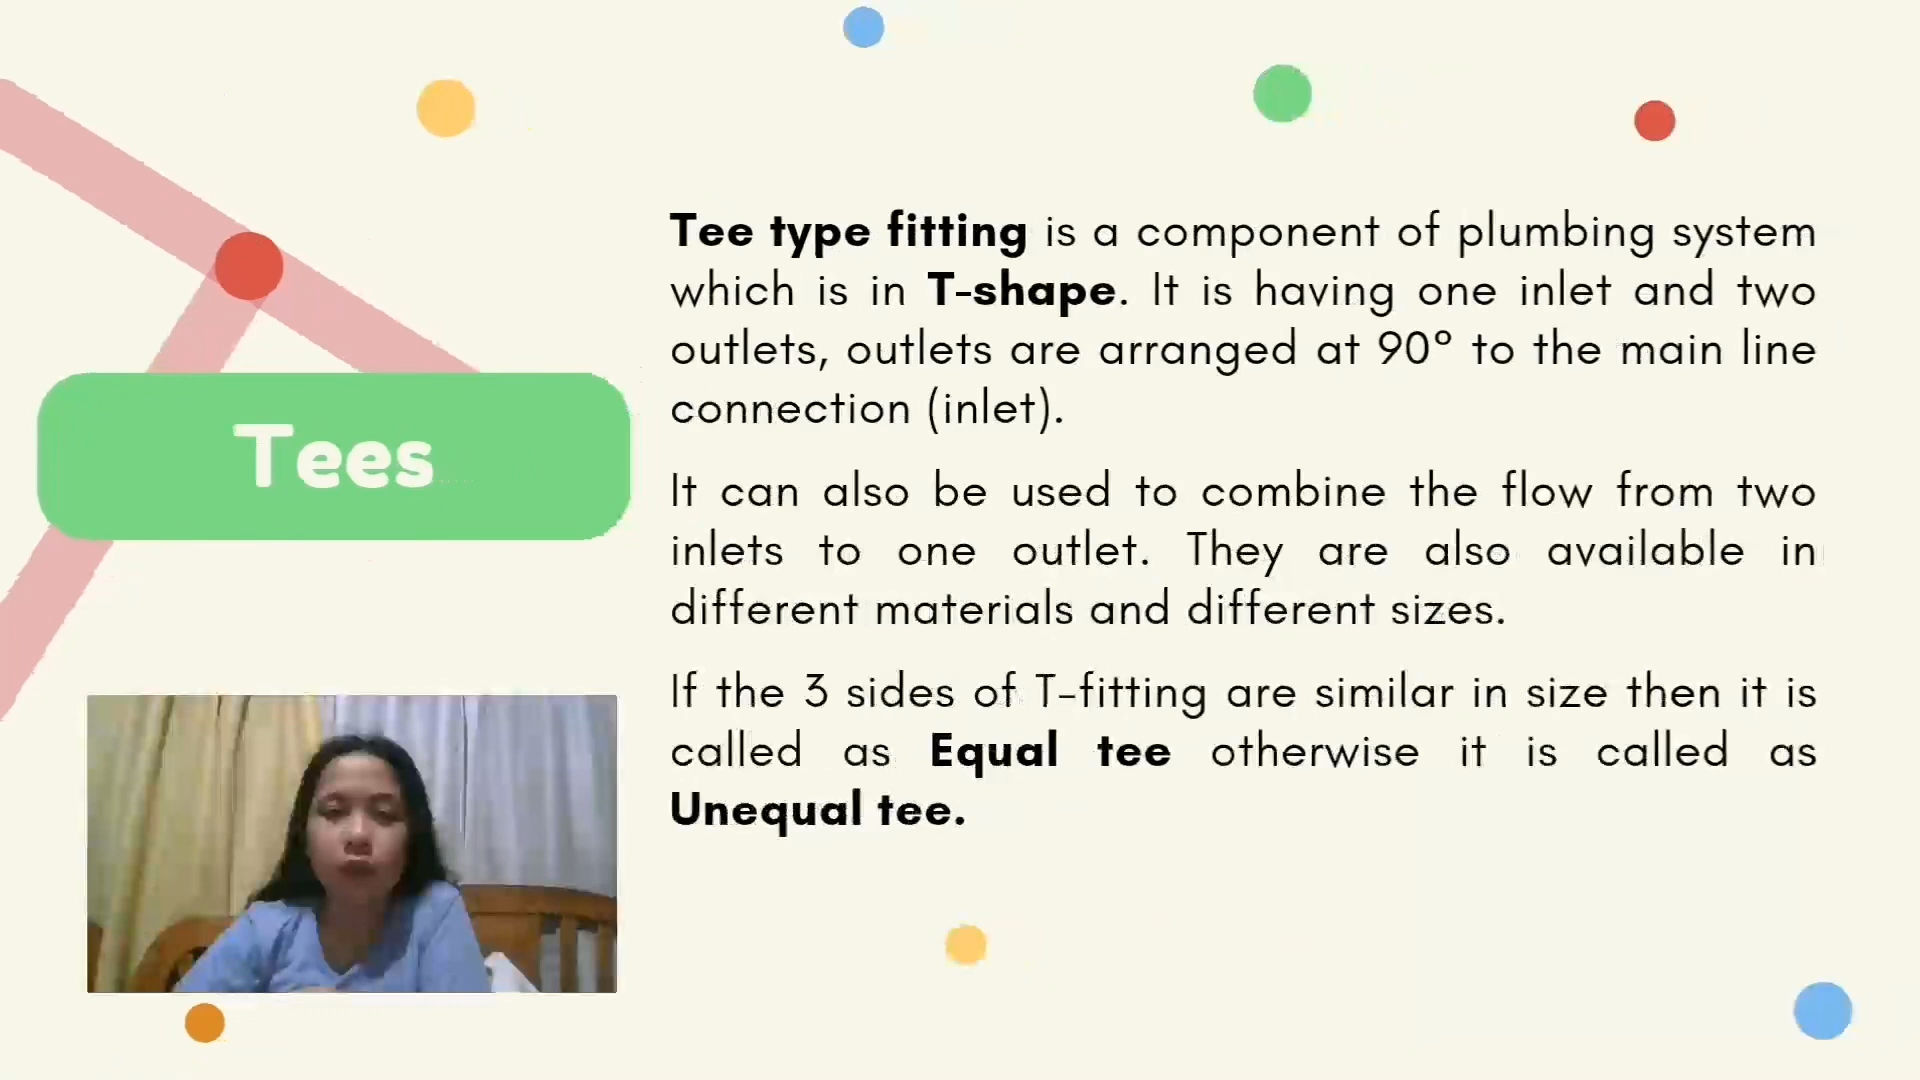 Tees
Tee type fitting is a component of plumbing system
which is in T-shape. It is having one inlet and two
outlets, outlets are arranged at 90° to the main line
connection (inlet).
It can also be used to combine the flow from two
inlets to one outlet. They are also available in
different materials and different sizes.
If the 3 sides of T-fitting are similar in size then it is
called as Equal tee otherwise it is called as
Unequal tee.